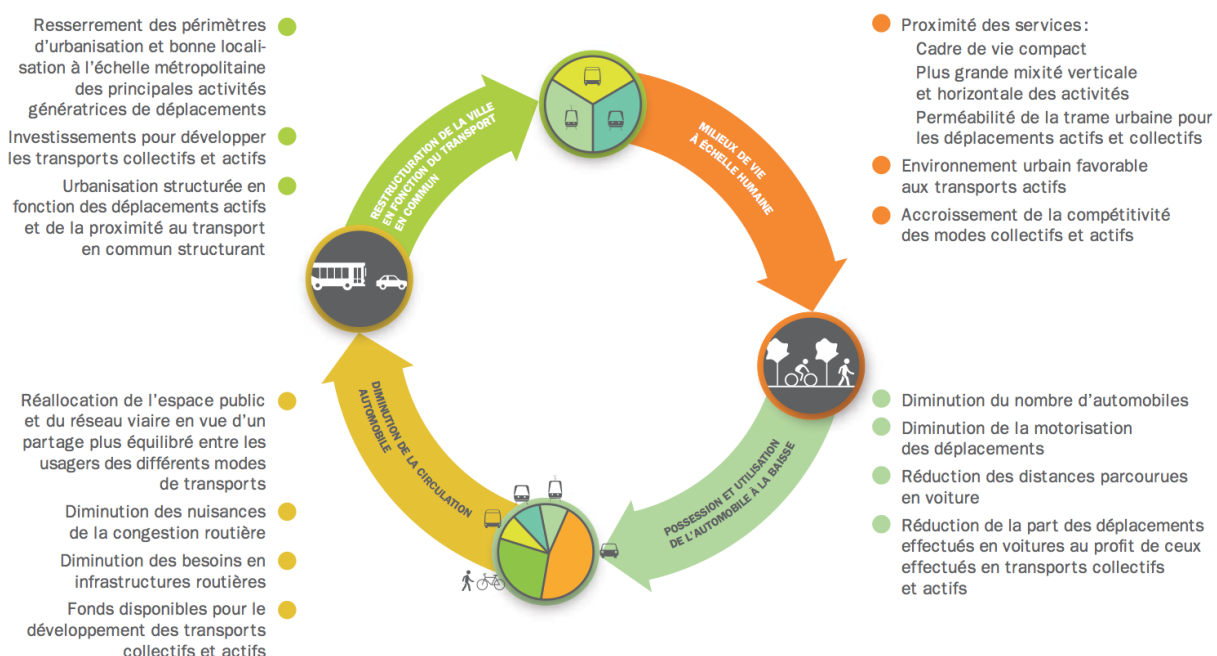 Resserrement des périmètres
d'urbanisation et bonne locali-
sation à l'échelle métropolitaine
des principales activités
génératrices de déplacements
Investissements pour développer
les transports collectifs et actifs
Urbanisation structurée en
fonction des déplacements actifs
et de la proximité au transport
en commun structurant
RESTRUCTURATION DE LA VILLE
EN FONCTION DU TRANSPORT
EN COMMUN
MILIEUX DE VIE
À ÉCHELLE HUMAINE
Proximité des services :
Cadre de vie compact
Plus grande mixité verticale
et horizontale des activités
Perméabilité de la trame urbaine pour
les déplacements actifs et collectifs
Environnement urbain favorable
aux transports actifs
Accroissement de la compétitivité
des modes collectifs et actifs
Réallocation de l'espace public
et du réseau viaire en vue d'un
partage plus équilibré entre les
usagers des différents modes
de transports
Diminution des nuisances
de la congestion routière
Diminution des besoins en
infrastructures routières
Fonds disponibles pour le
développement des transports
collectifs et actifs
DIMINUTION DE LA CIRCULATION
AUTOMOBILE
POSSESSION ET UTILISATION
DE L'AUTOMOBILE À LA BAISSE
Diminution du nombre d'automobiles
Diminution de la motorisation
des déplacements
Réduction des distances parcourues
en voiture
Réduction de la part des déplacements
effectués en voitures au profit de ceux
effectués en transports collectifs
et actifs